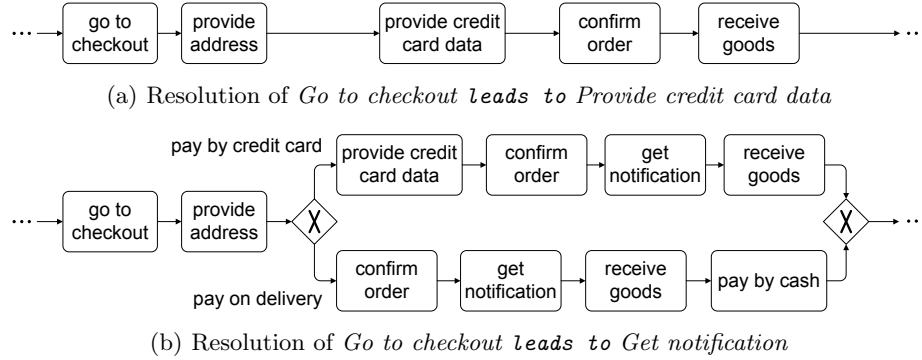 ... go to checkout provide address provide credit card data confirm order receive goods ..
(a) Resolution of Go to checkout leads to Provide credit card data
pay by credit card provide credit card data confirm order get notification receive goods
... go to checkout provide address X X ..
pay on delivery confirm order get notification receive goods pay by cash
(b) Resolution of Go to checkout leads to Get notification